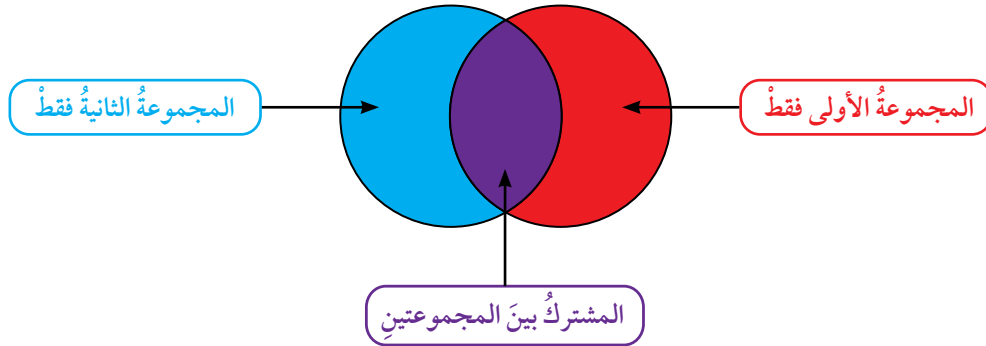 المجموعةُ الأولى فقطْ
المجموعةُ الثانيةُ فقطْ
المشتركُ بينَ المجموعتينِ